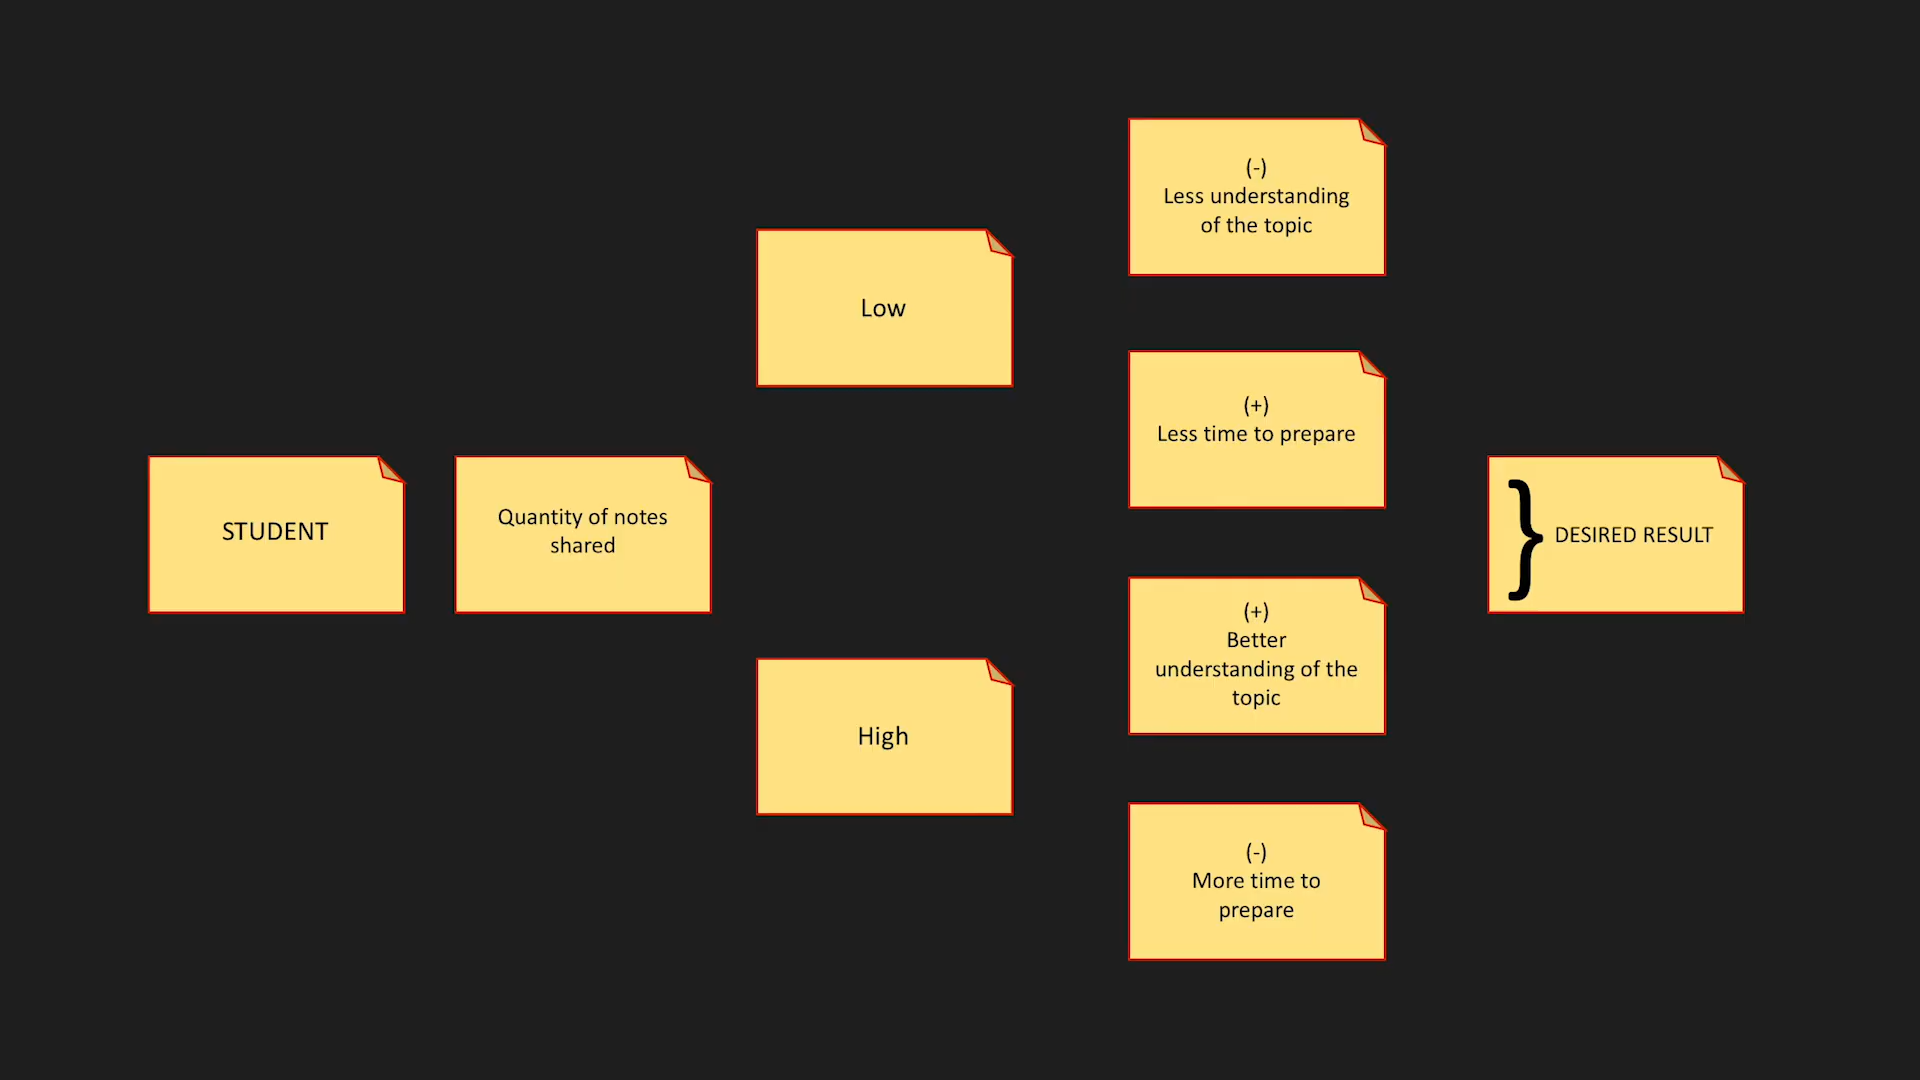 STUDENT
Quantity of notes
shared
Low
High
(-)
Less understanding
of the topic
(+)
Less time to prepare
(+)
Better
understanding of the
topic
(-)
More time to
prepare
} DESIRED RESULT